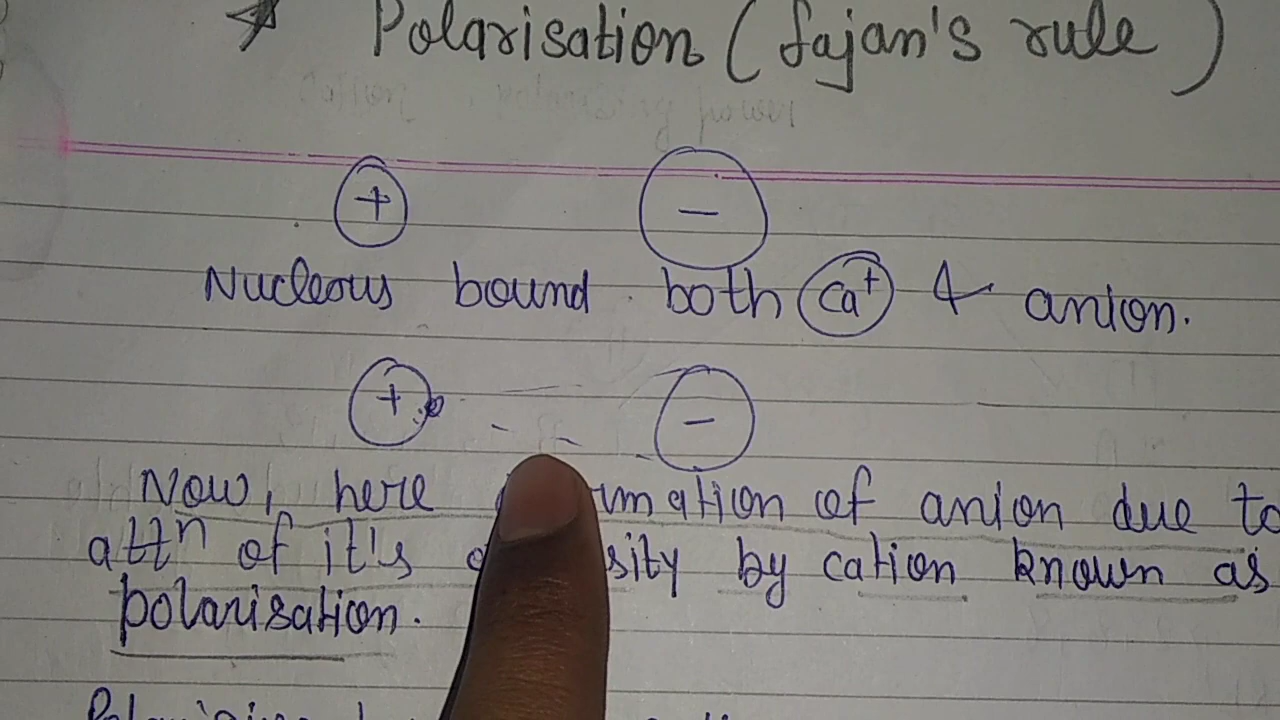 Polarisation (fajan's rule)
+ −
Nucleous bound both Ca⁺ & anion.
+ −
Now, here rmation of anion due to
attⁿ of it's sity by cation known as
polarisation.